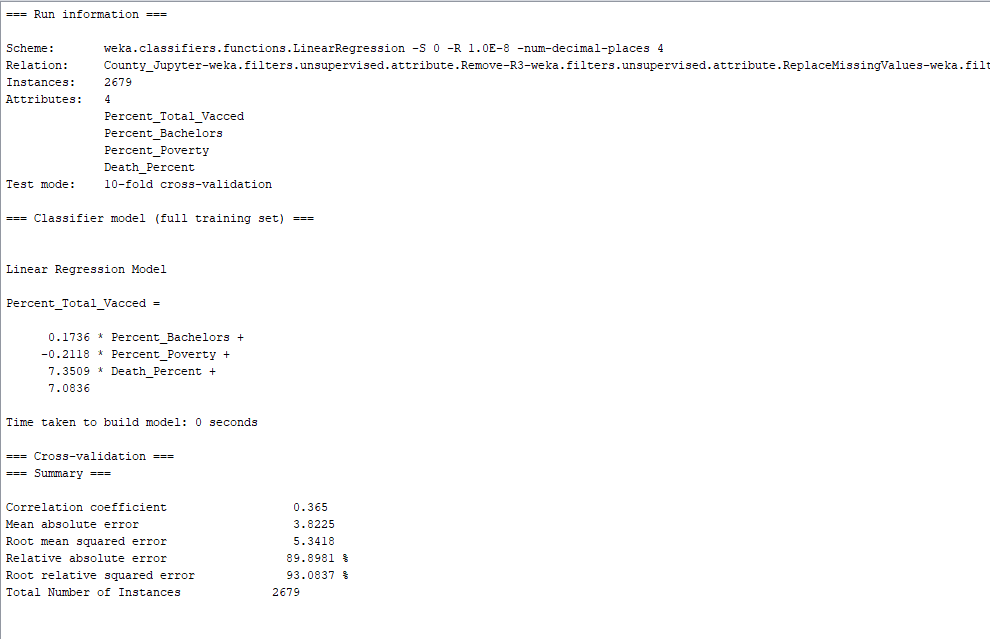 === Run information ===
Scheme: weka.classifiers.functions.LinearRegression -S 0 -R 1.0E-8 -num-decimal-places 4
Relation: County_Jupyter-weka.filters.unsupervised.attribute.Remove-R3-weka.filters.unsupervised.attribute.ReplaceMissingValues-weka.filt
Instances: 2679
Attributes: 4
Percent_Total_Vacced
Percent_Bachelors
Percent_Poverty
Death_Percent
Test mode: 10-fold cross-validation
=== Classifier model (full training set) ===
Linear Regression Model
Percent_Total_Vacced =
0.1736 * Percent_Bachelors +
-0.2118 * Percent_Poverty +
7.3509 * Death_Percent +
7.0836
Time taken to build model: 0 seconds
=== Cross-validation ===
=== Summary ===
Correlation coefficient 0.365
Mean absolute error 3.8225
Root mean squared error 5.3418
Relative absolute error 89.8981 %
Root relative squared error 93.0837 %
Total Number of Instances 2679